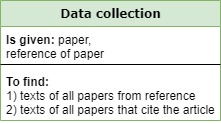 Data collection
Is given: paper,
reference of paper
To find:
1) texts of all papers from reference
2) texts of all papers that cite the article